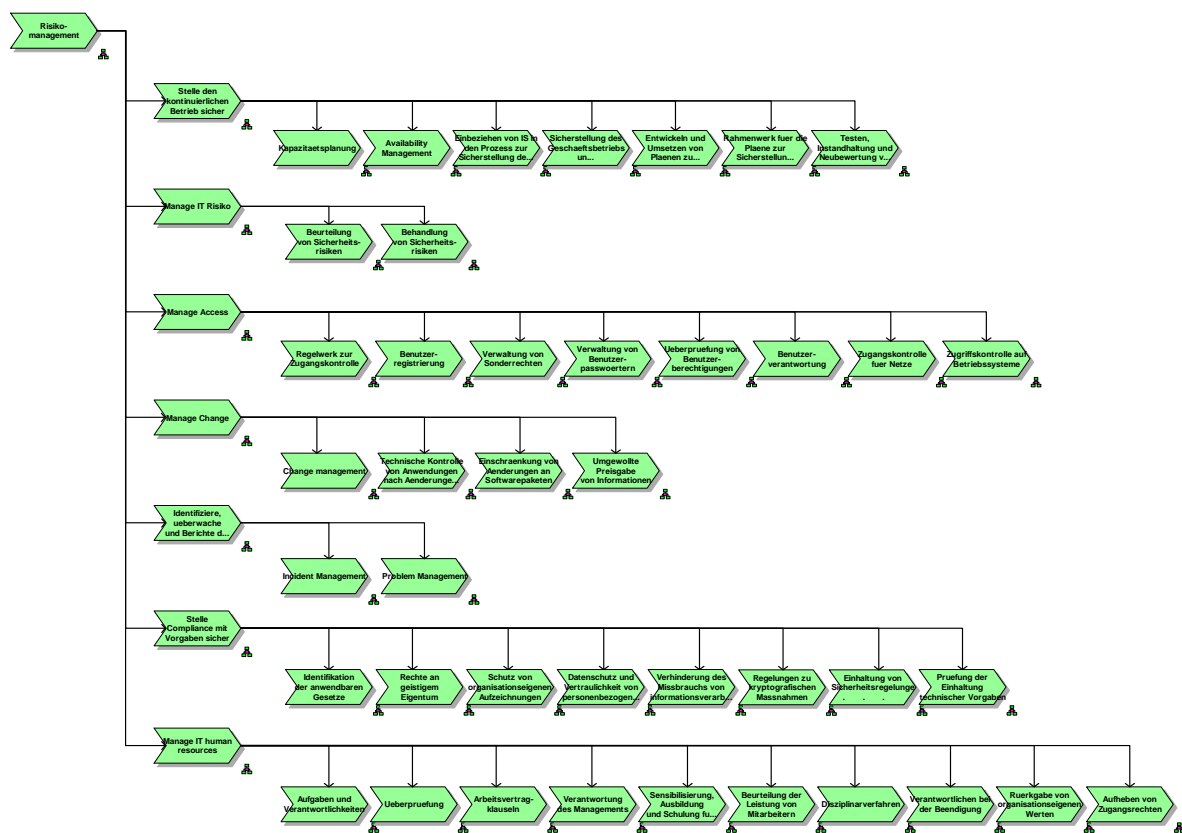 Risiko-
management
Stelle den
kontinuierlichen
Betrieb sicher
Kapazitaetsplanung
Availability
Management
Einbeziehen von IS in
den Prozess zur
Sicherstellung de...
Sicherstellung des
Geschaeftsbetriebs
un...
Entwickeln und
Umsetzen von
Plaenen zu...
Rahmenwerk fuer die
Plaene zur
Sicherstellun...
Testen,
Instandhaltung und
Neubewertung v...
Manage IT Risiko
Beurteilung
von Sicherheits-
risiken
Behandlung
von Sicherheits-
risiken
Manage Access
Regelwerk zur
Zugangskontrolle
Benutzer-
registrierung
Verwaltung von
Sonderrechten
Verwaltung von
Benutzer-
passwoertern
Ueberpruefung von
Benutzer-
berechtigungen
Benutzer-
verantwortung
Zugangskontrolle
fuer Netze
Zugriffskontrolle auf
Betriebssysteme
Manage Change
Change management
Technische Kontrolle
von Anwendungen
nach Aenderunge...
Einschraenkung von
Aenderungen an
Softwarepaketen
Umgewollte
Preisgabe
von Informationen
Identifiziere,
ueberwache
und Berichte d...
Incident Management
Problem Management
Stelle
Compliance mit
Vorgaben sicher
Identifikation
der anwendbaren
Gesetze
Rechte an
geistigem
Eigentum
Schutz von
organisationseigenen
Aufzeichnungen
Datenschutz und
Vertraulichkeit von
personenbezogen...
Verhinderung des
Missbrauchs von
informationsverarb...
Regelungen zu
kryptografischen
Massnahmen
Einhaltung von
Sicherheitsregelunge
. . .
Pruefung der
Einhaltung
technischer Vorgaben
Manage IT human
resources
Aufgaben und
Verantwortlichkeiten
Ueberpruefung
Arbeitsvertrag-
klauseln
Verantwortung
des Managements
Sensibilisierung,
Ausbildung
und Schulung fu...
Beurteilung der
Leistung von
Mitarbeitern
Disziplinarverfahren
Verantwortlichen bei
der Beendigung
Ruerkgabe von
organisationseigenen
Werten
Aufheben von
Zugangsrechten